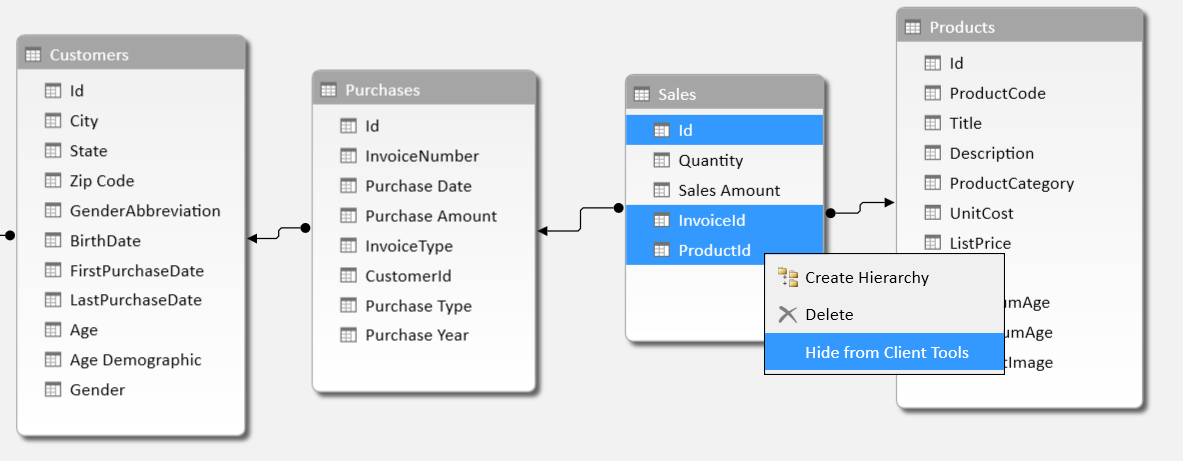 Customers
Id
City
State
Zip Code
GenderAbbreviation
BirthDate
FirstPurchaseDate
LastPurchaseDate
Age
Age Demographic
Gender
Purchases
Id
InvoiceNumber
Purchase Date
Purchase Amount
InvoiceType
CustomerId
Purchase Type
Purchase Year
Sales
Id
Quantity
Sales Amount
InvoiceId
ProductId
Create Hierarchy
Delete
Hide from Client Tools
Products
Id
ProductCode
Title
Description
ProductCategory
UnitCost
ListPrice